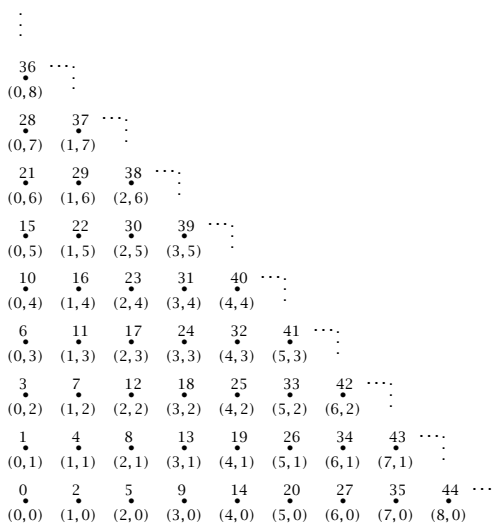 36
(0, 8)
28 37
(0, 7) (1, 7)
21 29 38
(0, 6) (1, 6) (2, 6)
15 22 30 39
(0, 5) (1, 5) (2, 5) (3, 5)
10 16 23 31 40
(0, 4) (1, 4) (2, 4) (3, 4) (4, 4)
6 11 17 24 32 41
(0, 3) (1, 3) (2, 3) (3, 3) (4, 3) (5, 3)
3 7 12 18 25 33 42
(0, 2) (1, 2) (2, 2) (3, 2) (4, 2) (5, 2) (6, 2)
1 4 8 13 19 26 34 43
(0, 1) (1, 1) (2, 1) (3, 1) (4, 1) (5, 1) (6, 1) (7, 1)
0 2 5 9 14 20 27 35 44
(0, 0) (1, 0) (2, 0) (3, 0) (4, 0) (5, 0) (6, 0) (7, 0) (8, 0)